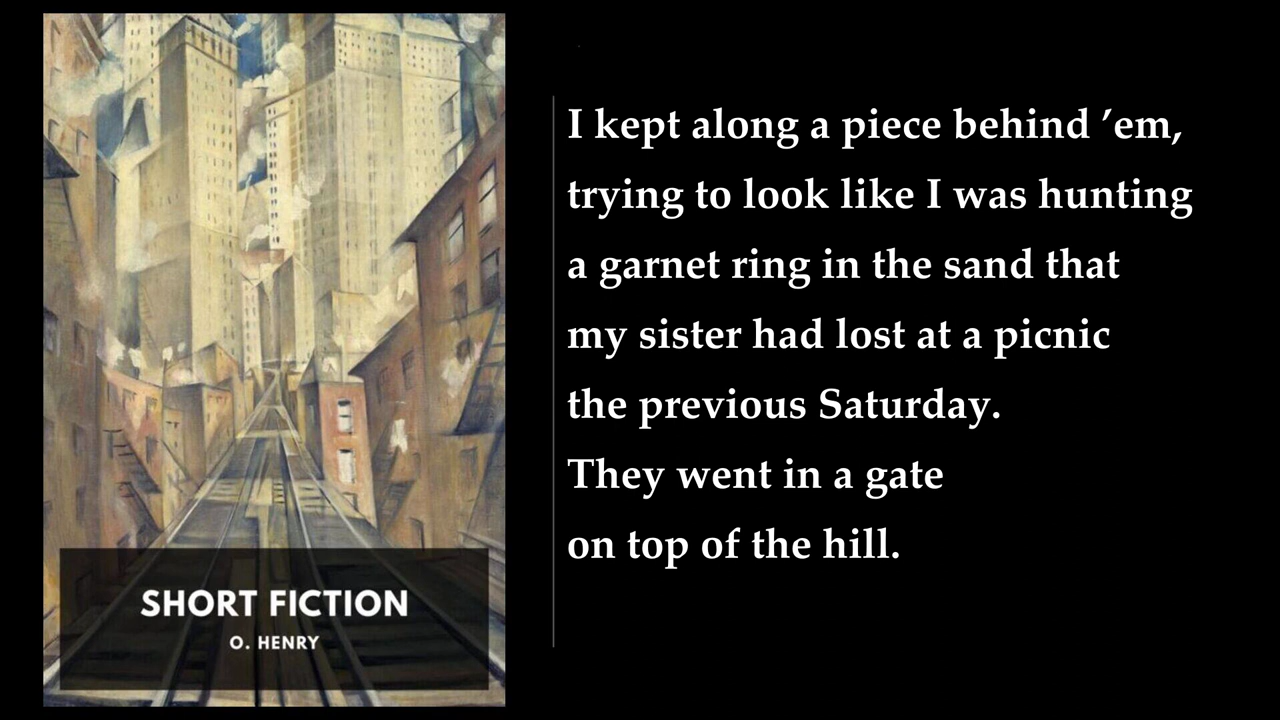 SHORT FICTION
O. HENRY
I kept along a piece behind ’em,
trying to look like I was hunting
a garnet ring in the sand that
my sister had lost at a picnic
the previous Saturday.
They went in a gate
on top of the hill.